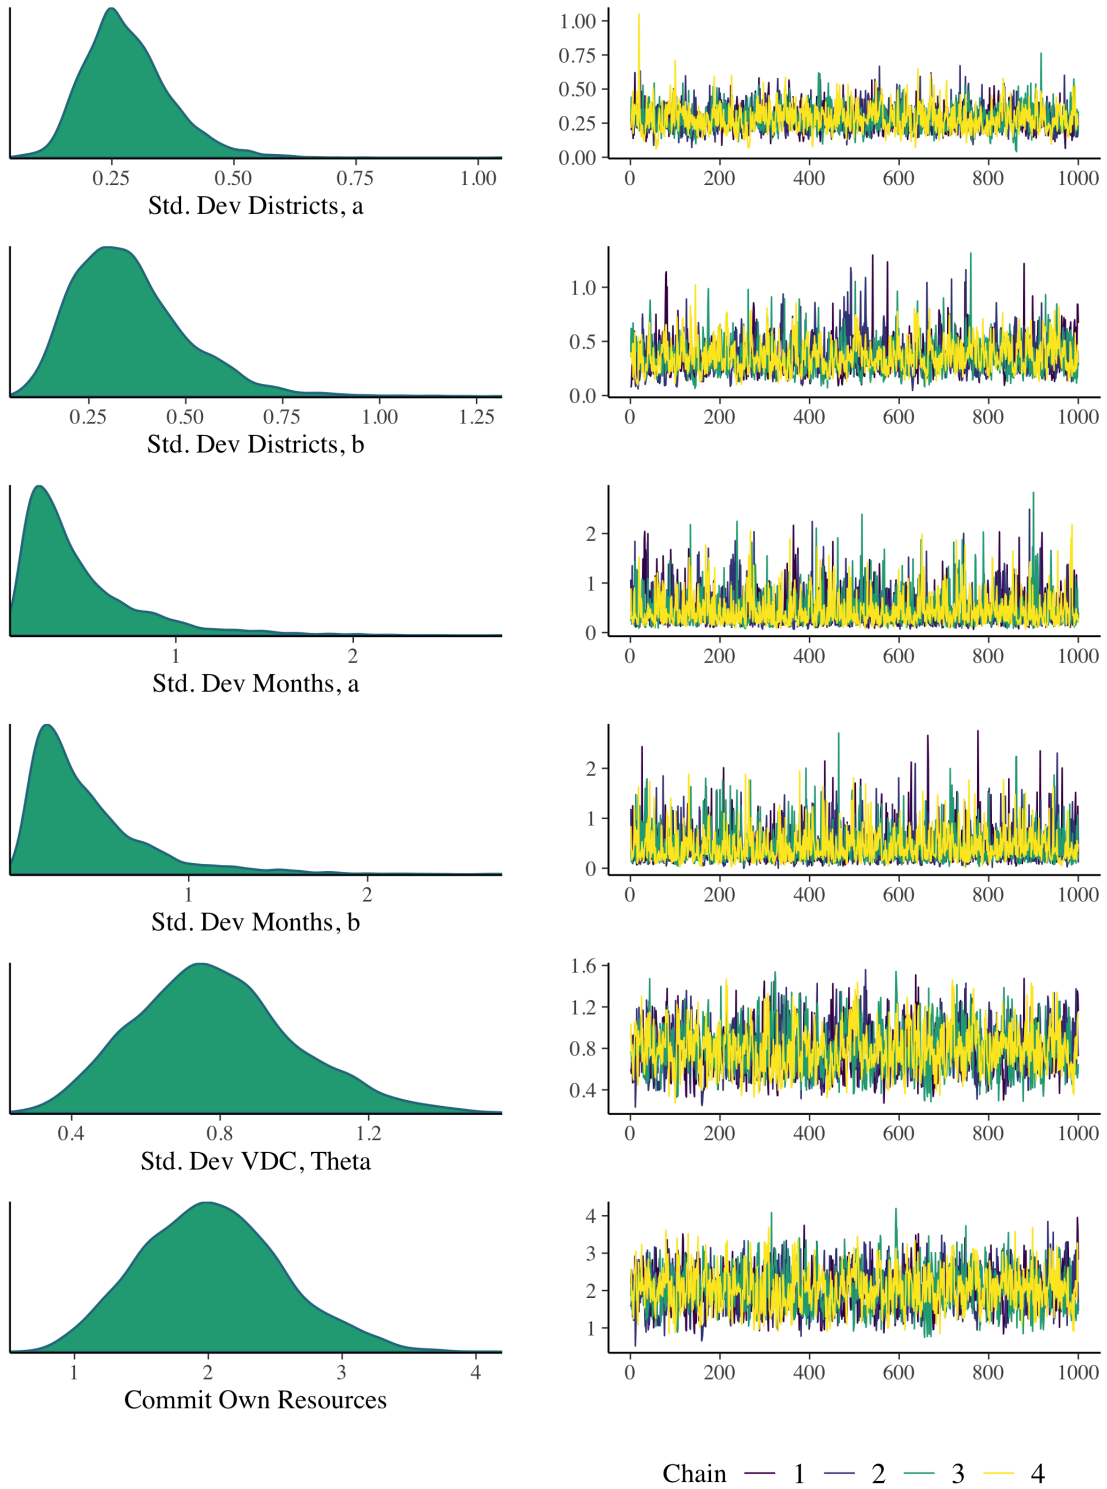 1.00
0.75
0.50
0.25
0.00
0.25 0.50 0.75 1.00
0 200 400 600 800 1000
Std. Dev Districts, a
1.0
0.5
0.0
0.25 0.50 0.75 1.00 1.25
0 200 400 600 800 1000
Std. Dev Districts, b
2
1
0
1 2
0 200 400 600 800 1000
Std. Dev Months, a
2
1
0
1 2
0 200 400 600 800 1000
Std. Dev Months, b
1.6
1.2
0.8
0.4
0.4 0.8 1.2
0 200 400 600 800 1000
Std. Dev VDC, Theta
4
3
2
1
1 2 3 4
0 200 400 600 800 1000
Commit Own Resources
Chain 1 2 3 4